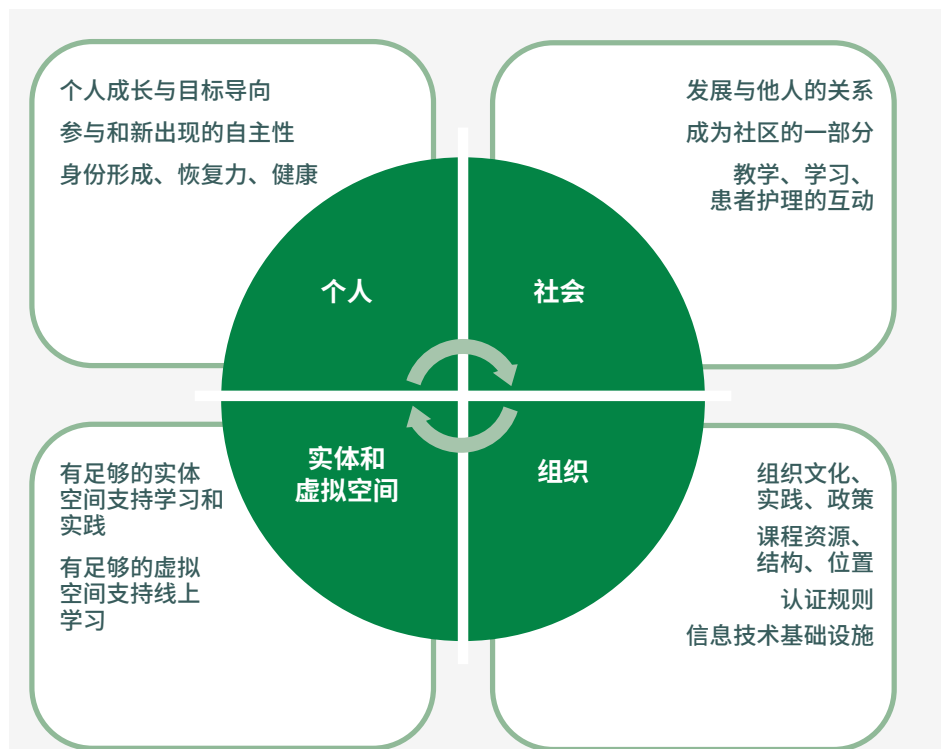 个人成长与目标导向
参与和新出现的自主性
身份形成、恢复力、健康
发展与他人的关系
成为社区的一部分
教学、学习、
患者护理的互动
个人
社会
实体和
虚拟空间
组织
有足够的实体
空间支持学习和
实践
有足够的虚拟
空间支持线上
学习
组织文化、
实践、政策
课程资源、
结构、位置
认证规则
信息技术基础设施